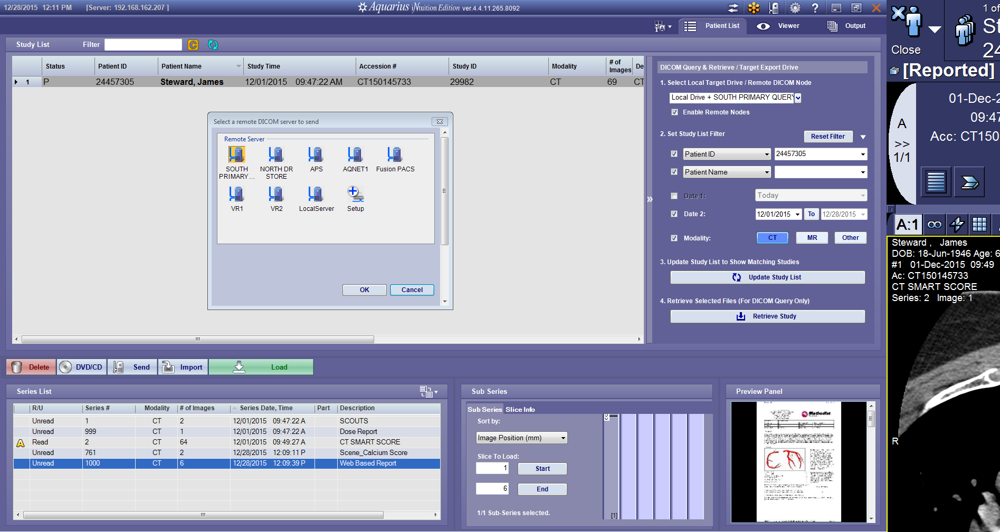 12/28/2015 12:11 PM [Server: 192.168.162.207 ]
Aquarius iNtuition Edition ver.4.4.11.265.8092
Patient List Viewer Output
Study List Filter
Status Patient ID Patient Name Study Time Accession # Study ID Modality # of Images De
1 P 24457305 Steward, James 12/01/2015 09:47:22 AM CT150145733 29982 CT 69 CT
Select a remote DICOM server to send
Remote Server
SOUTH PRIMARY... NORTH DR STORE APS AQNET1 Fusion PACS
VR1 VR2 LocalServer Setup
OK Cancel
DICOM Query & Retrieve / Target Export Drive
1. Select Local Target Drive / Remote DICOM Node
Local Drive + SOUTH PRIMARY QUERY
Enable Remote Nodes
2. Set Study List Filter Reset Filter
Patient ID 24457305
Patient Name
Date 1: Today
Date 2: 12/01/2015 To 12/28/2015
Modality: CT MR Other
3. Update Study List to Show Matching Studies
Update Study List
4. Retrieve Selected Files (For DICOM Query Only)
Retrieve Study
Delete DVD/CD Send Import Load
Series List
R/U Series # Modality # of Images Series Date, Time Part Description
Unread 1 CT 2 12/01/2015 09:47:22 A SCOUTS
Unread 999 CT 1 12/01/2015 09:47:22 A Dose Report
A Read 2 CT 64 12/01/2015 09:49:27 A CT SMART SCORE
Unread 761 CT 2 12/28/2015 12:09:11 P Scene_Calcium Score
Unread 1000 CT 6 12/28/2015 12:09:39 P Web Based Report
Sub Series
Sub Series Slice Info
Sort by:
Image Position (mm)
Slice To Load:
1 Start
6 End
1/1 Sub-Series selected.
[1]
Preview Panel
Methodist
1 of
St
24
Close
[Reported]
01-Dec-2
09:47
Acc: CT150
A
>>
1/1
A:1
Steward , James
DOB: 18-Jun-1946 Age: 6
#1 01-Dec-2015 09:49
Ac: CT150145733
CT SMART SCORE
Series: 2 Image: 1
R